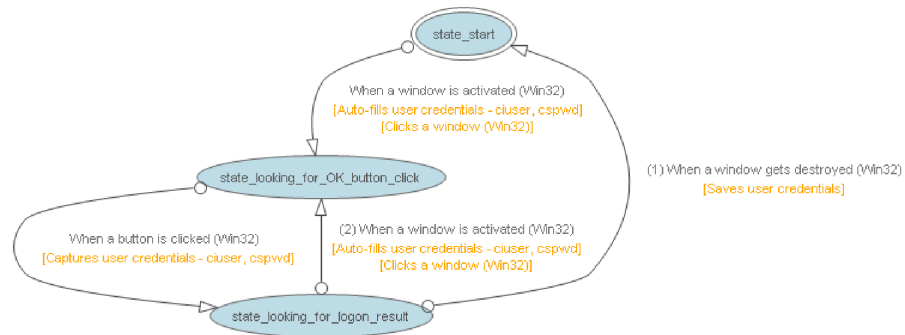 state_start
When a window is activated (Win32)
[Auto-fills user credentials - ciuser, cspwd]
[Clicks a window (Win32)]
(1) When a window gets destroyed (Win32)
[Saves user credentials]
state_looking_for_OK_button_click
When a button is clicked (Win32)
[Captures user credentials - ciuser, cspwd]
(2) When a window is activated (Win32)
[Auto-fills user credentials - ciuser, cspwd]
[Clicks a window (Win32)]
state_looking_for_logon_result